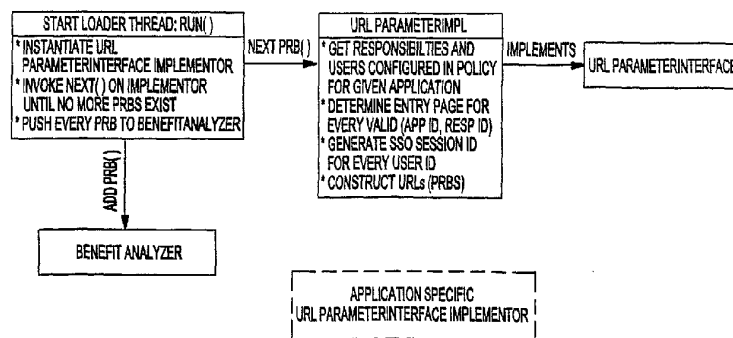 START LOADER THREAD: RUN( )
* INSTANTIATE URL
PARAMETERINTERFACE IMPLEMENTOR
* INVOKE NEXT( ) ON IMPLEMENTOR
UNTIL NO MORE PRBS EXIST
* PUSH EVERY PRB TO BENEFITANALYZER
NEXT PRB( )
URL PARAMETERIMPL
* GET RESPONSIBILTIES AND
USERS CONFIGURED IN POLICY
FOR GIVEN APPLICATION
* DETERMINE ENTRY PAGE FOR
EVERY VALID (APP ID, RESP ID)
* GENERATE SSO SESSION ID
FOR EVERY USER ID
* CONSTRUCT URLs (PRBS)
IMPLEMENTS
URL PARAMETERINTERFACE
ADD PRB( )
BENEFIT ANALYZER
APPLICATION SPECIFIC
URL PARAMETERINTERFACE IMPLEMENTOR